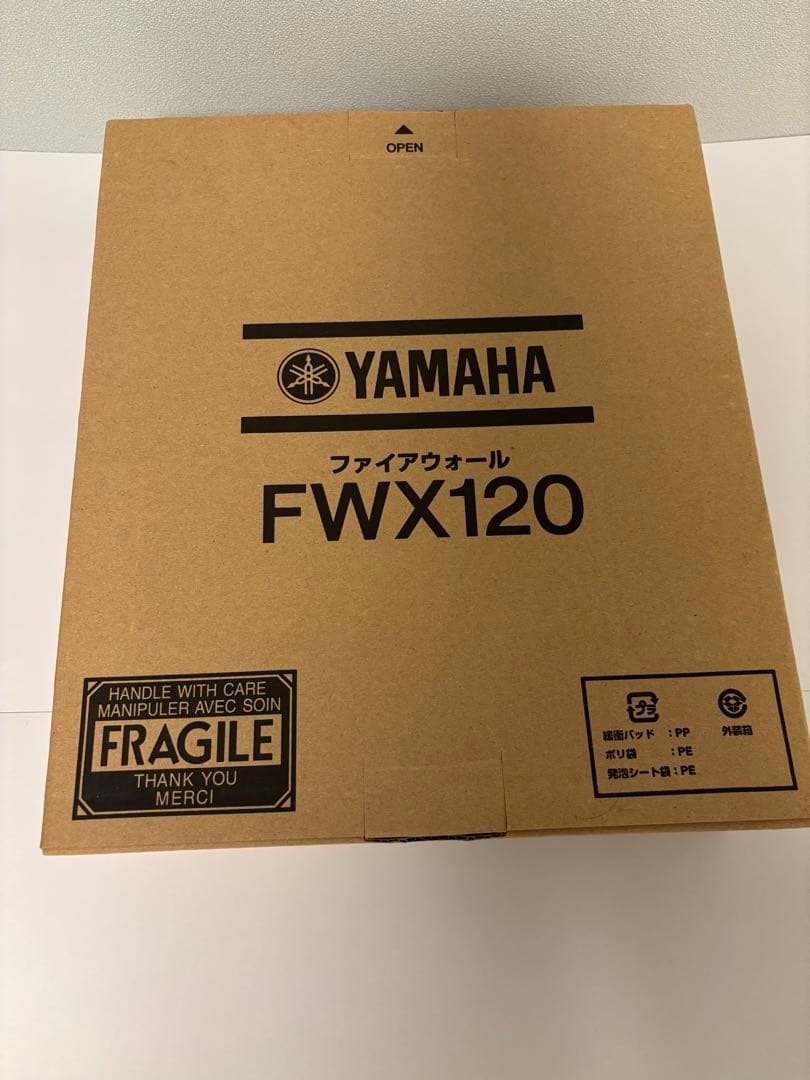 OPEN
YAMAHA
ファイアウォール
FWX120
HANDLE WITH CARE
MANIPULER AVEC SOIN
FRAGILE
THANK YOU
MERCI
プラ
緩衝パッド :PP
ポリ袋 :PE
発泡シート袋:PE
外装箱